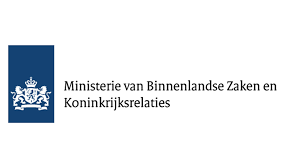 Ministerie van Binnenlandse Zaken en
Koninkrijksrelaties